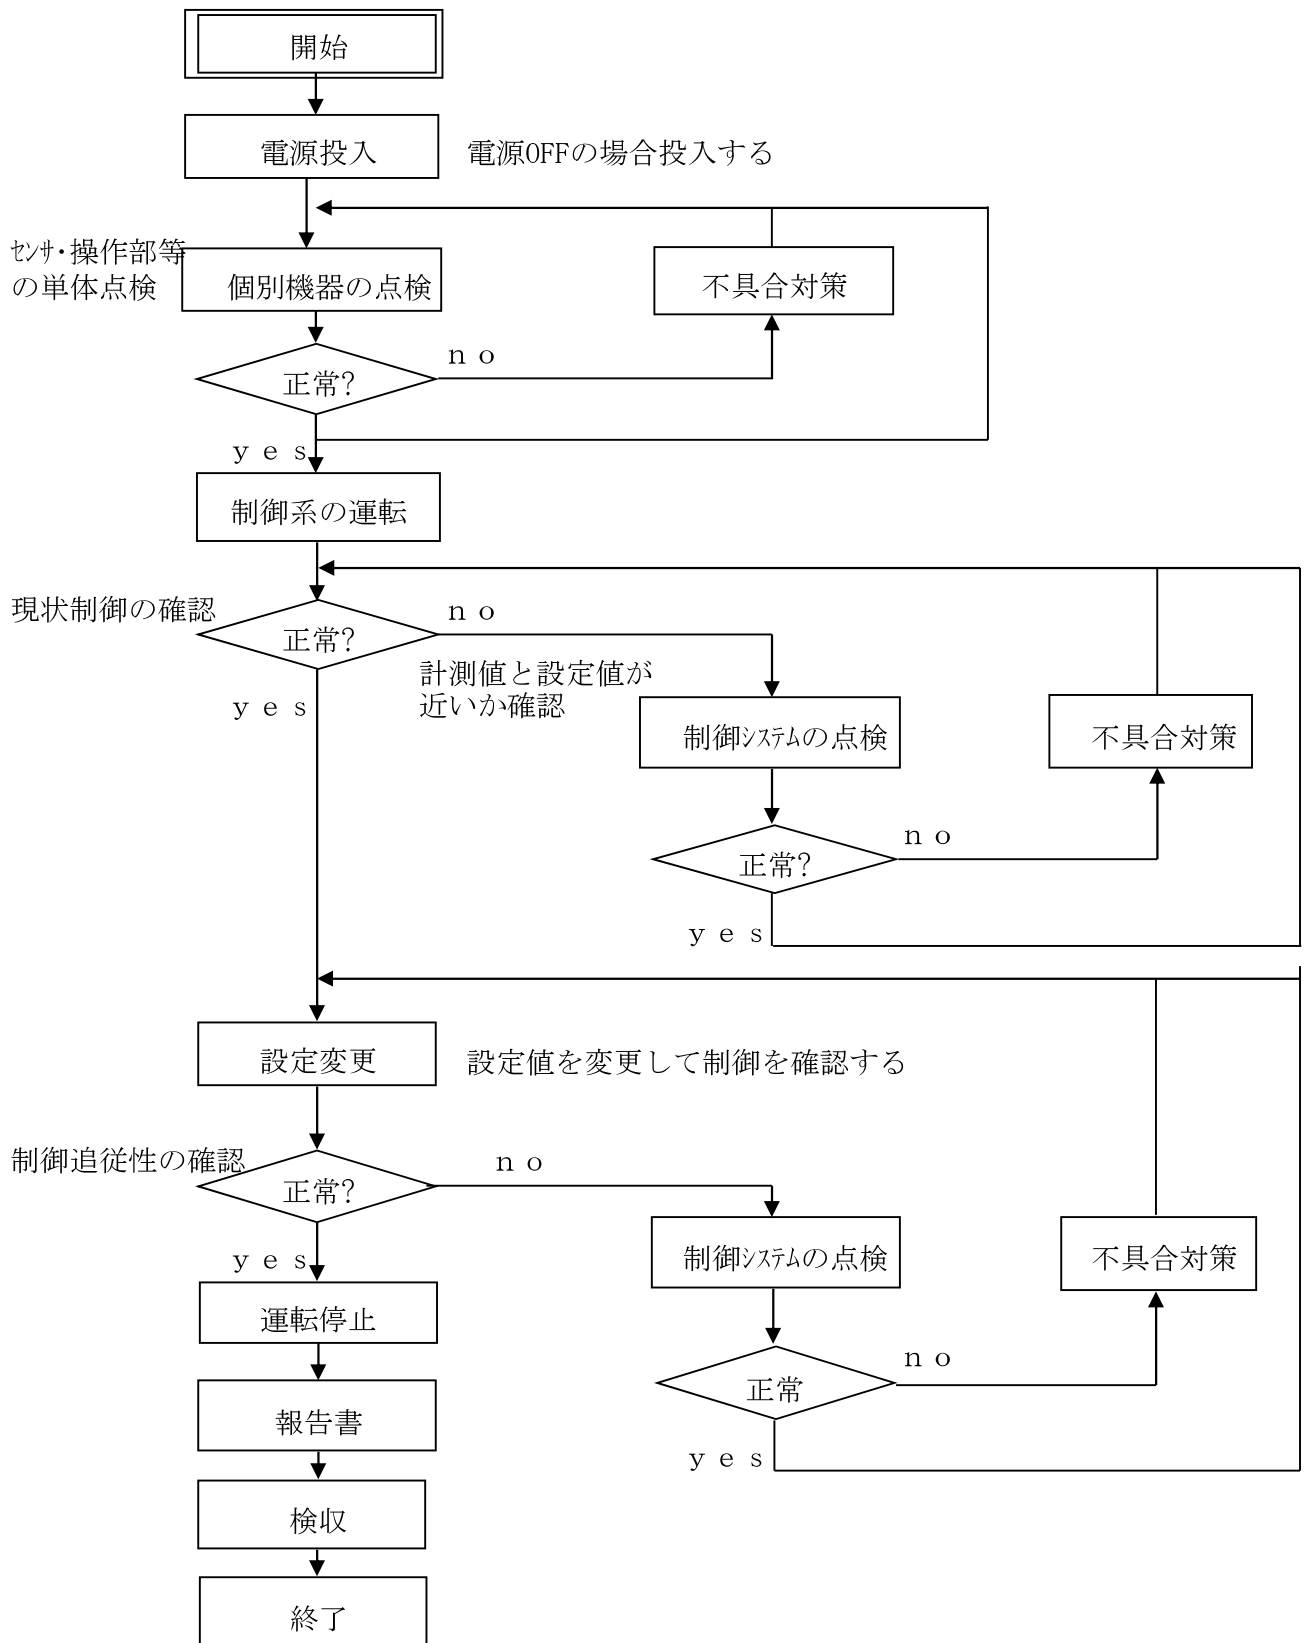 開始
電源投入
電源OFFの場合投入する
ｾﾝｻ・操作部等
の単体点検
個別機器の点検
不具合対策
ｎｏ
正常?
ｙｅｓ
制御系の運転
現状制御の確認
正常?
ｎｏ
計測値と設定値が
近いか確認
ｙｅｓ
制御ｼｽﾃﾑの点検
不具合対策
正常?
ｎｏ
ｙｅｓ
設定変更
設定値を変更して制御を確認する
制御追従性の確認
正常?
ｎｏ
ｙｅｓ
制御ｼｽﾃﾑの点検
不具合対策
運転停止
正常
ｎｏ
報告書
ｙｅｓ
検収
終了